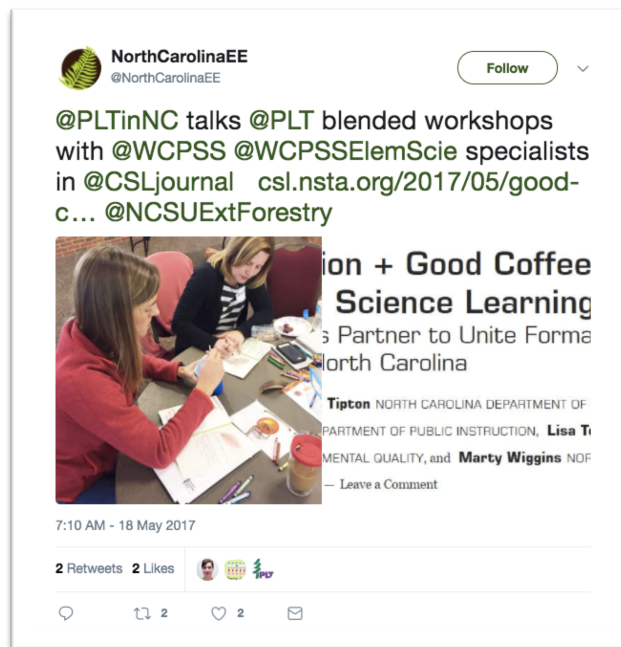 NorthCarolinaEE
@NorthCarolinaEE
Follow
@PLTinNC talks @PLT blended workshops
with @WCPSS @WCPSSElemScie specialists
in @CSLjournal csl.nsta.org/2017/05/good-
c... @NCSUExtForestry
ion + Good Coffee
Science Learning
s Partner to Unite Forma
orth Carolina
Tipton NORTH CAROLINA DEPARTMENT OF
PARTMENT OF PUBLIC INSTRUCTION, Lisa T
MENTAL QUALITY, and Marty Wiggins NOR
— Leave a Comment
7:10 AM - 18 May 2017
2 Retweets 2 Likes
PLT
2 2